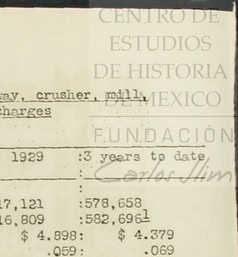 CENTRO DE
ESTUDIOS
DE HISTORIA
DE MEXICO
FUNDACIÓN
Carlos Slim
way, crusher, mill,
charges
1929 :3 years to date
:
:
17,121 :578,658
16,809 :582,6961
$ 4.898: $ 4.379
.059: .069